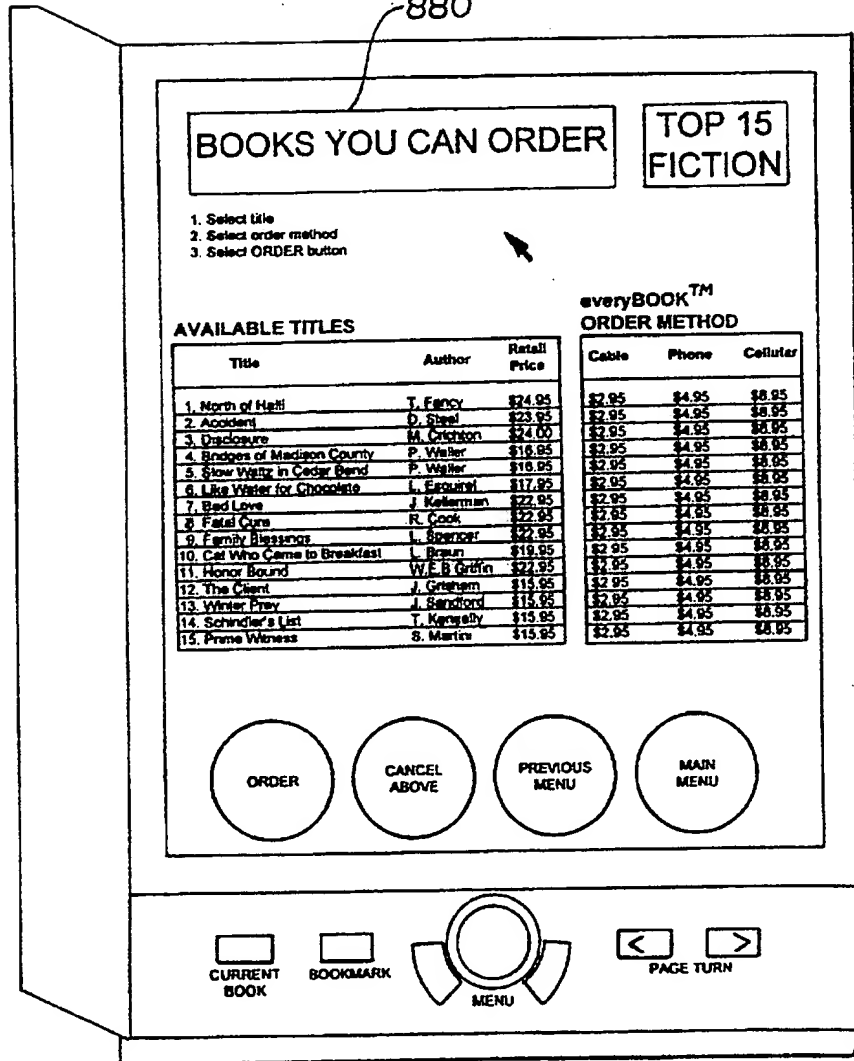 880
BOOKS YOU CAN ORDER
TOP 15
FICTION
1. Select title
2. Select order method
3. Select ORDER button
everyBOOK™
AVAILABLE TITLES
ORDER METHOD
Title Author Retail Price Cable Phone Cellular
1. North of Haiti T. Fancy $24.95 $2.95 $4.95 $8.95
2. Accident D. Steel $23.95 $2.95 $4.95 $8.95
3. Disclosure M. Crichton $24.00 $2.95 $4.95 $8.95
4. Bridges of Madison County P. Waller $16.95 $2.95 $4.95 $8.95
5. Slow Waltz in Cedar Bend P. Waller $16.95 $2.95 $4.95 $8.95
6. Like Water for Chocolate L. Esquirel $17.95 $2.95 $4.95 $8.95
7. Bad Love J. Kellerman $22.95 $2.95 $4.95 $8.95
8. Fatal Cure R. Cook $22.95 $2.95 $4.95 $8.95
9. Family Blessings L. Spencer $22.95 $2.95 $4.95 $8.95
10. Cat Who Came to Breakfast L. Braun $19.95 $2.95 $4.95 $8.95
11. Honor Bound W.E.B Griffin $22.95 $2.95 $4.95 $8.95
12. The Client J. Grisham $15.95 $2.95 $4.95 $8.95
13. Winter Prey J. Sandford $15.95 $2.95 $4.95 $8.95
14. Schindler's List T. Keneally $15.95 $2.95 $4.95 $8.95
15. Prime Witness S. Martini $15.95 $2.95 $4.95 $8.95
ORDER
CANCEL
ABOVE
PREVIOUS
MENU
MAIN
MENU
< >
CURRENT
BOOK
BOOKMARK
MENU
PAGE TURN